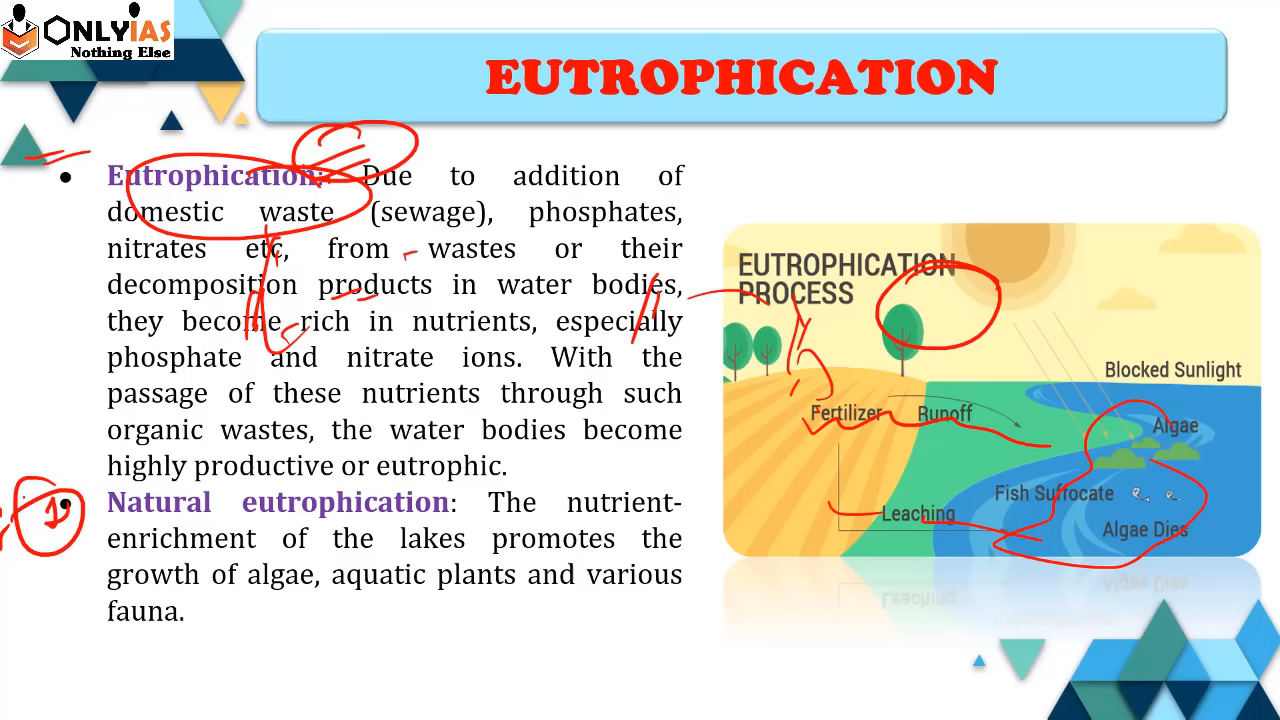 ONLYIAS
Nothing Else
EUTROPHICATION
Eutrophication: Due to addition of
domestic waste (sewage), phosphates,
nitrates etc, from wastes or their
decomposition products in water bodies,
they become rich in nutrients, especially
phosphate and nitrate ions. With the
passage of these nutrients through such
organic wastes, the water bodies become
highly productive or eutrophic.
Natural eutrophication: The nutrient-
enrichment of the lakes promotes the
growth of algae, aquatic plants and various
fauna.
EUTROPHICATION
PROCESS
Blocked Sunlight
Fertilizer Runoff
Algae
Fish Suffocate
Leaching
Algae Dies